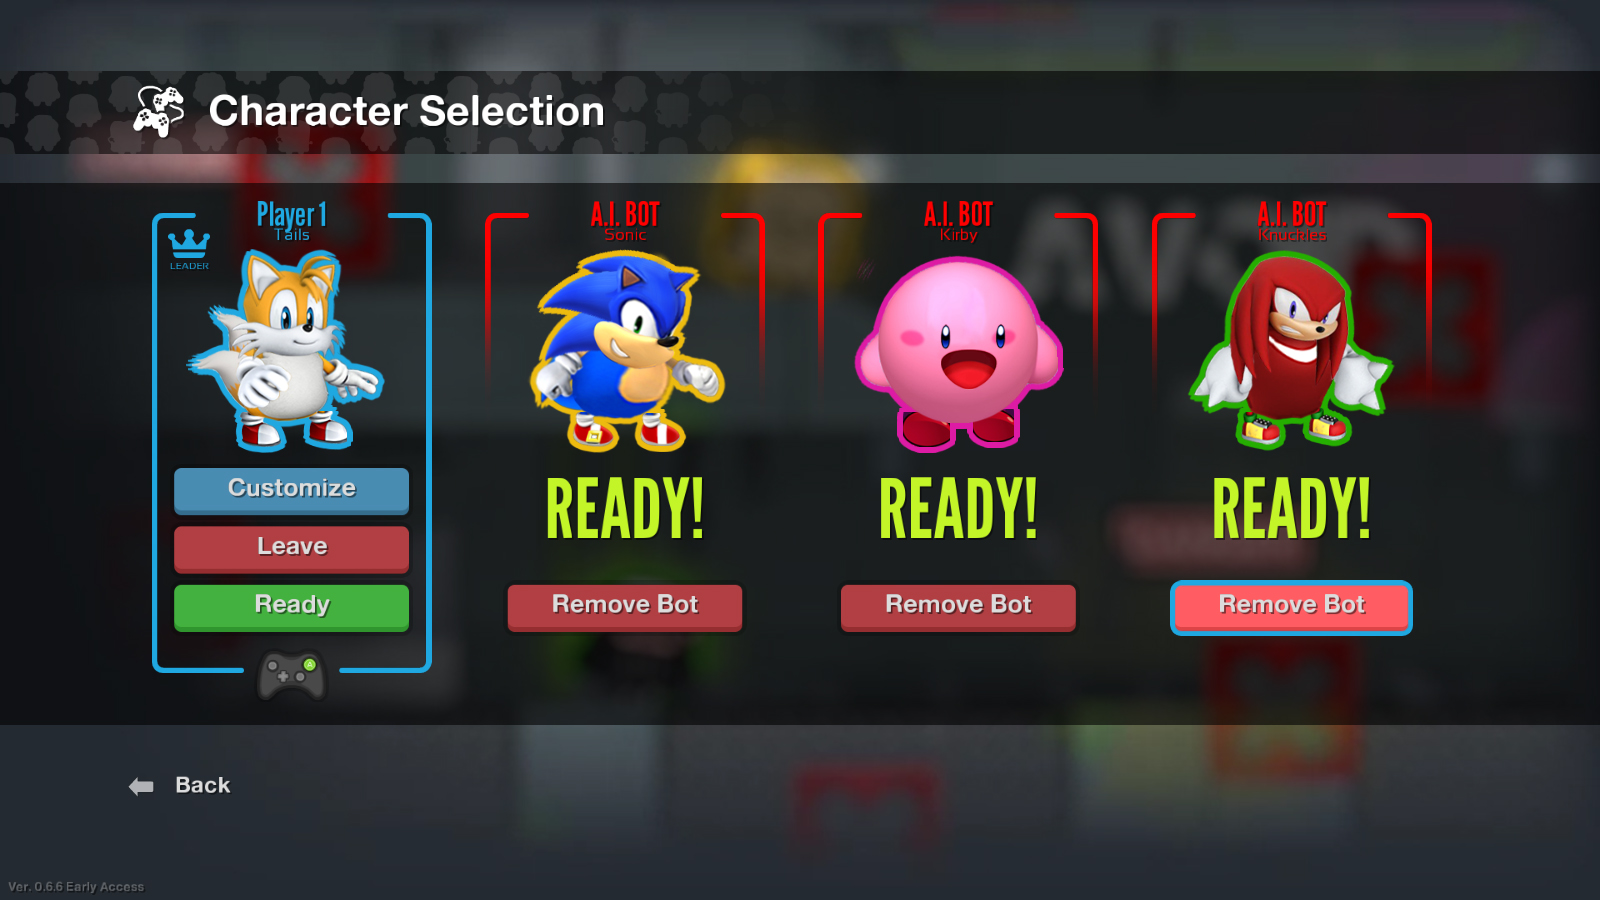 Character Selection
Player 1
Tails
LEADER
Customize
Leave
Ready
A
A.I. BOT
Sonic
READY!
Remove Bot
A.I. BOT
Kirby
READY!
Remove Bot
A.I. BOT
Knuckles
READY!
Remove Bot
Back
Ver. 0.6.6 Early Access